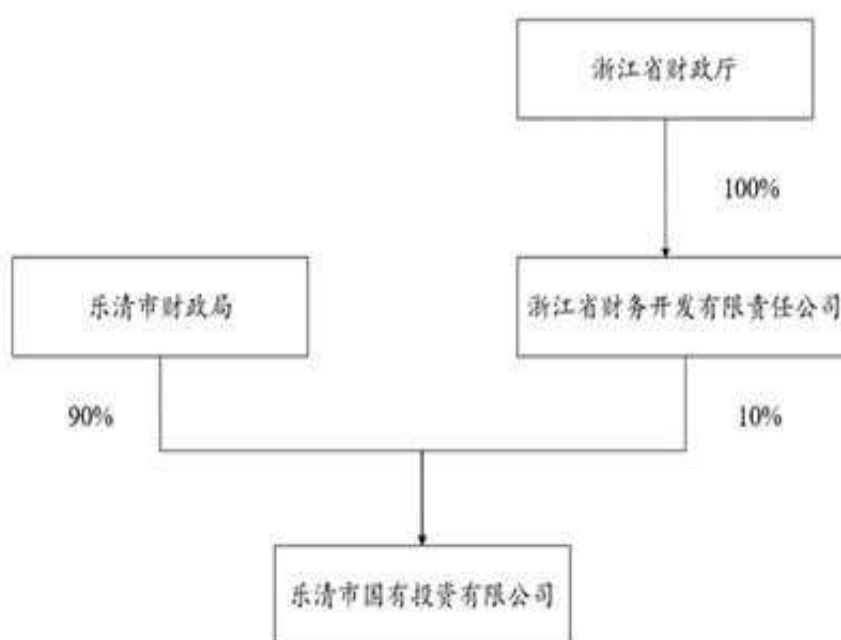 浙江省财政厅
100%
乐清市财政局
浙江省财务开发有限责任公司
90%
10%
乐清市国有投资有限公司